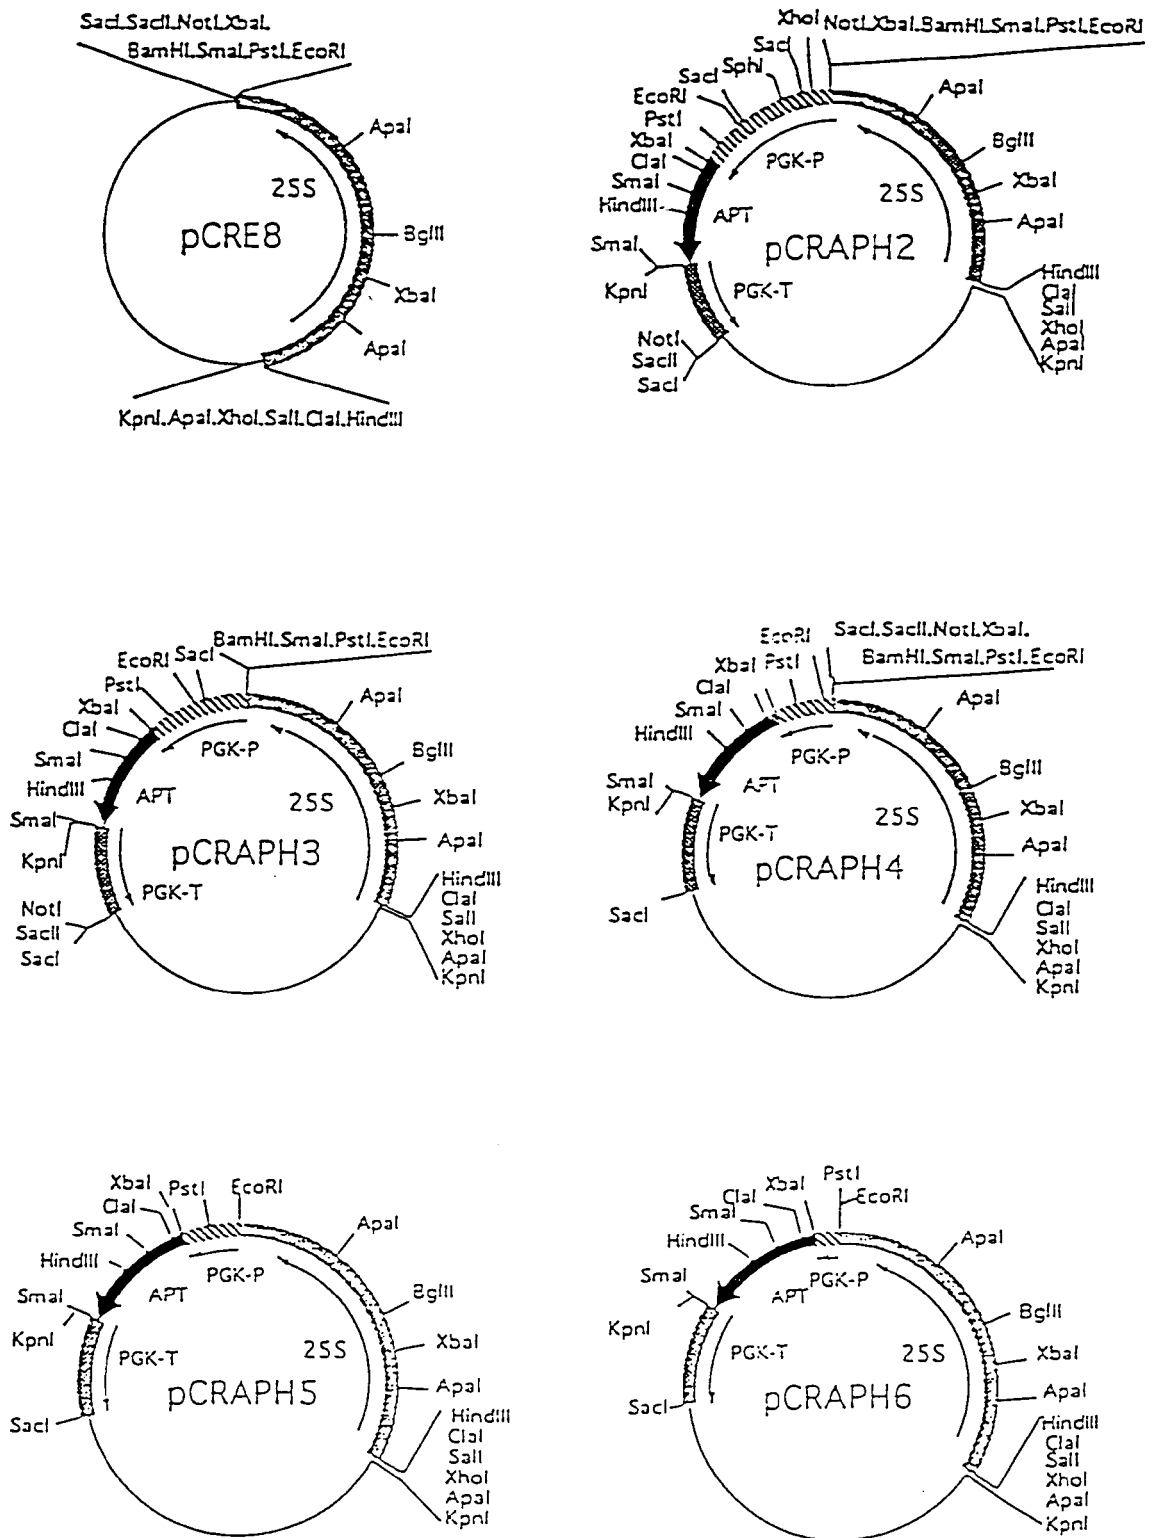 SacI.SacII.NotI.XbaI.
BamHI.SmaI.PstI.EcoRI
ApaI
25S
pCRE8
BglII
XbaI
ApaI
KpnI.ApaI.XhoI.SalI.ClaI.HindIII
XhoI
NotI.XbaI.BamHI.SmaI.PstI.EcoRI
SacI
SphI
SacI
EcoRI
PstI
XbaI
ClaI
SmaI
HindIII
SmaI
KpnI
NotI
SacII
SacI
PGK-P
APT
PGK-T
25S
pCRAPH2
ApaI
BglII
XbaI
ApaI
HindIII
ClaI
SalI
XhoI
ApaI
KpnI
BamHI.SmaI.PstI.EcoRI
SacI
EcoRI
PstI
XbaI
ClaI
SmaI
HindIII
SmaI
KpnI
NotI
SacII
SacI
PGK-P
APT
PGK-T
25S
pCRAPH3
ApaI
BglII
XbaI
ApaI
HindIII
ClaI
SalI
XhoI
ApaI
KpnI
EcoRI
SacI.SacII.NotI.XbaI.
BamHI.SmaI.PstI.EcoRI
XbaI
PstI
ClaI
SmaI
HindIII
SmaI
KpnI
SacI
PGK-P
APT
PGK-T
25S
pCRAPH4
ApaI
BglII
XbaI
ApaI
HindIII
ClaI
SalI
XhoI
ApaI
KpnI
XbaI
PstI
EcoRI
ClaI
SmaI
HindIII
SmaI
KpnI
SacI
PGK-P
APT
PGK-T
25S
pCRAPH5
ApaI
BglII
XbaI
ApaI
HindIII
ClaI
SalI
XhoI
ApaI
KpnI
PstI
EcoRI
XbaI
ClaI
SmaI
HindIII
SmaI
KpnI
SacI
PGK-P
APT
PGK-T
25S
pCRAPH6
ApaI
BglII
XbaI
ApaI
HindIII
ClaI
SalI
XhoI
ApaI
KpnI